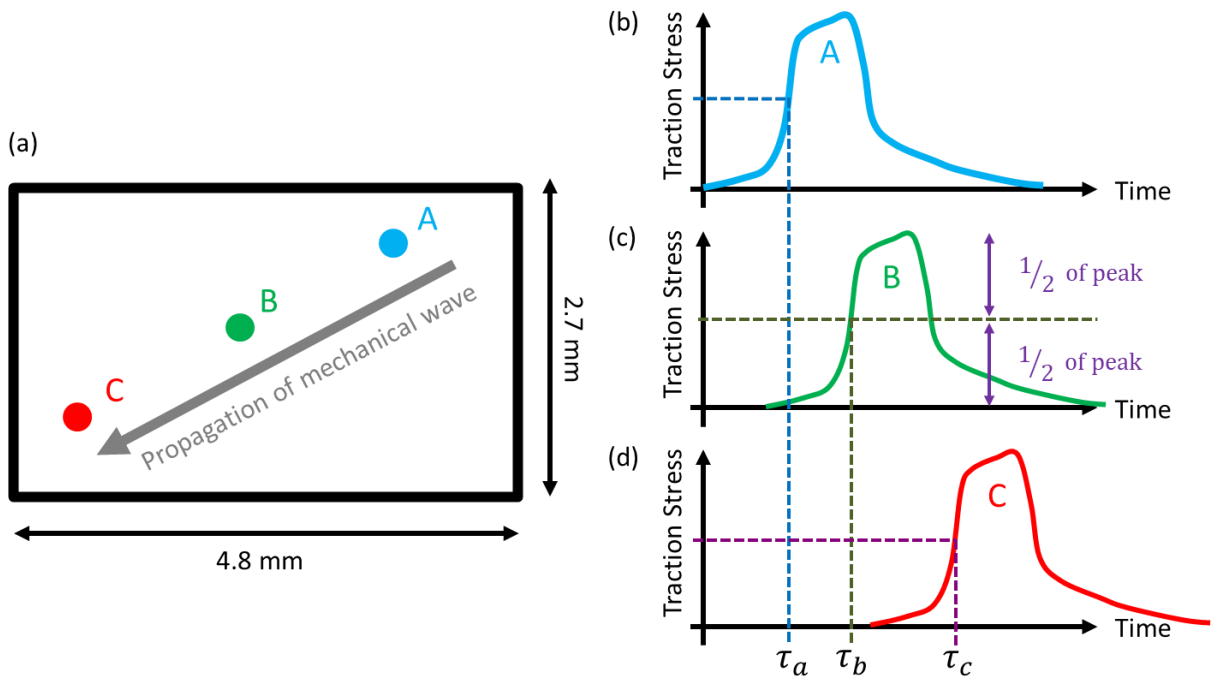 (a)
A
B
C
Propagation of mechanical wave
2.7 mm
4.8 mm
(b)
Traction Stress
A
Time
(c)
Traction Stress
B
1/2 of peak
1/2 of peak
Time
(d)
Traction Stress
C
Time
τa τb τc